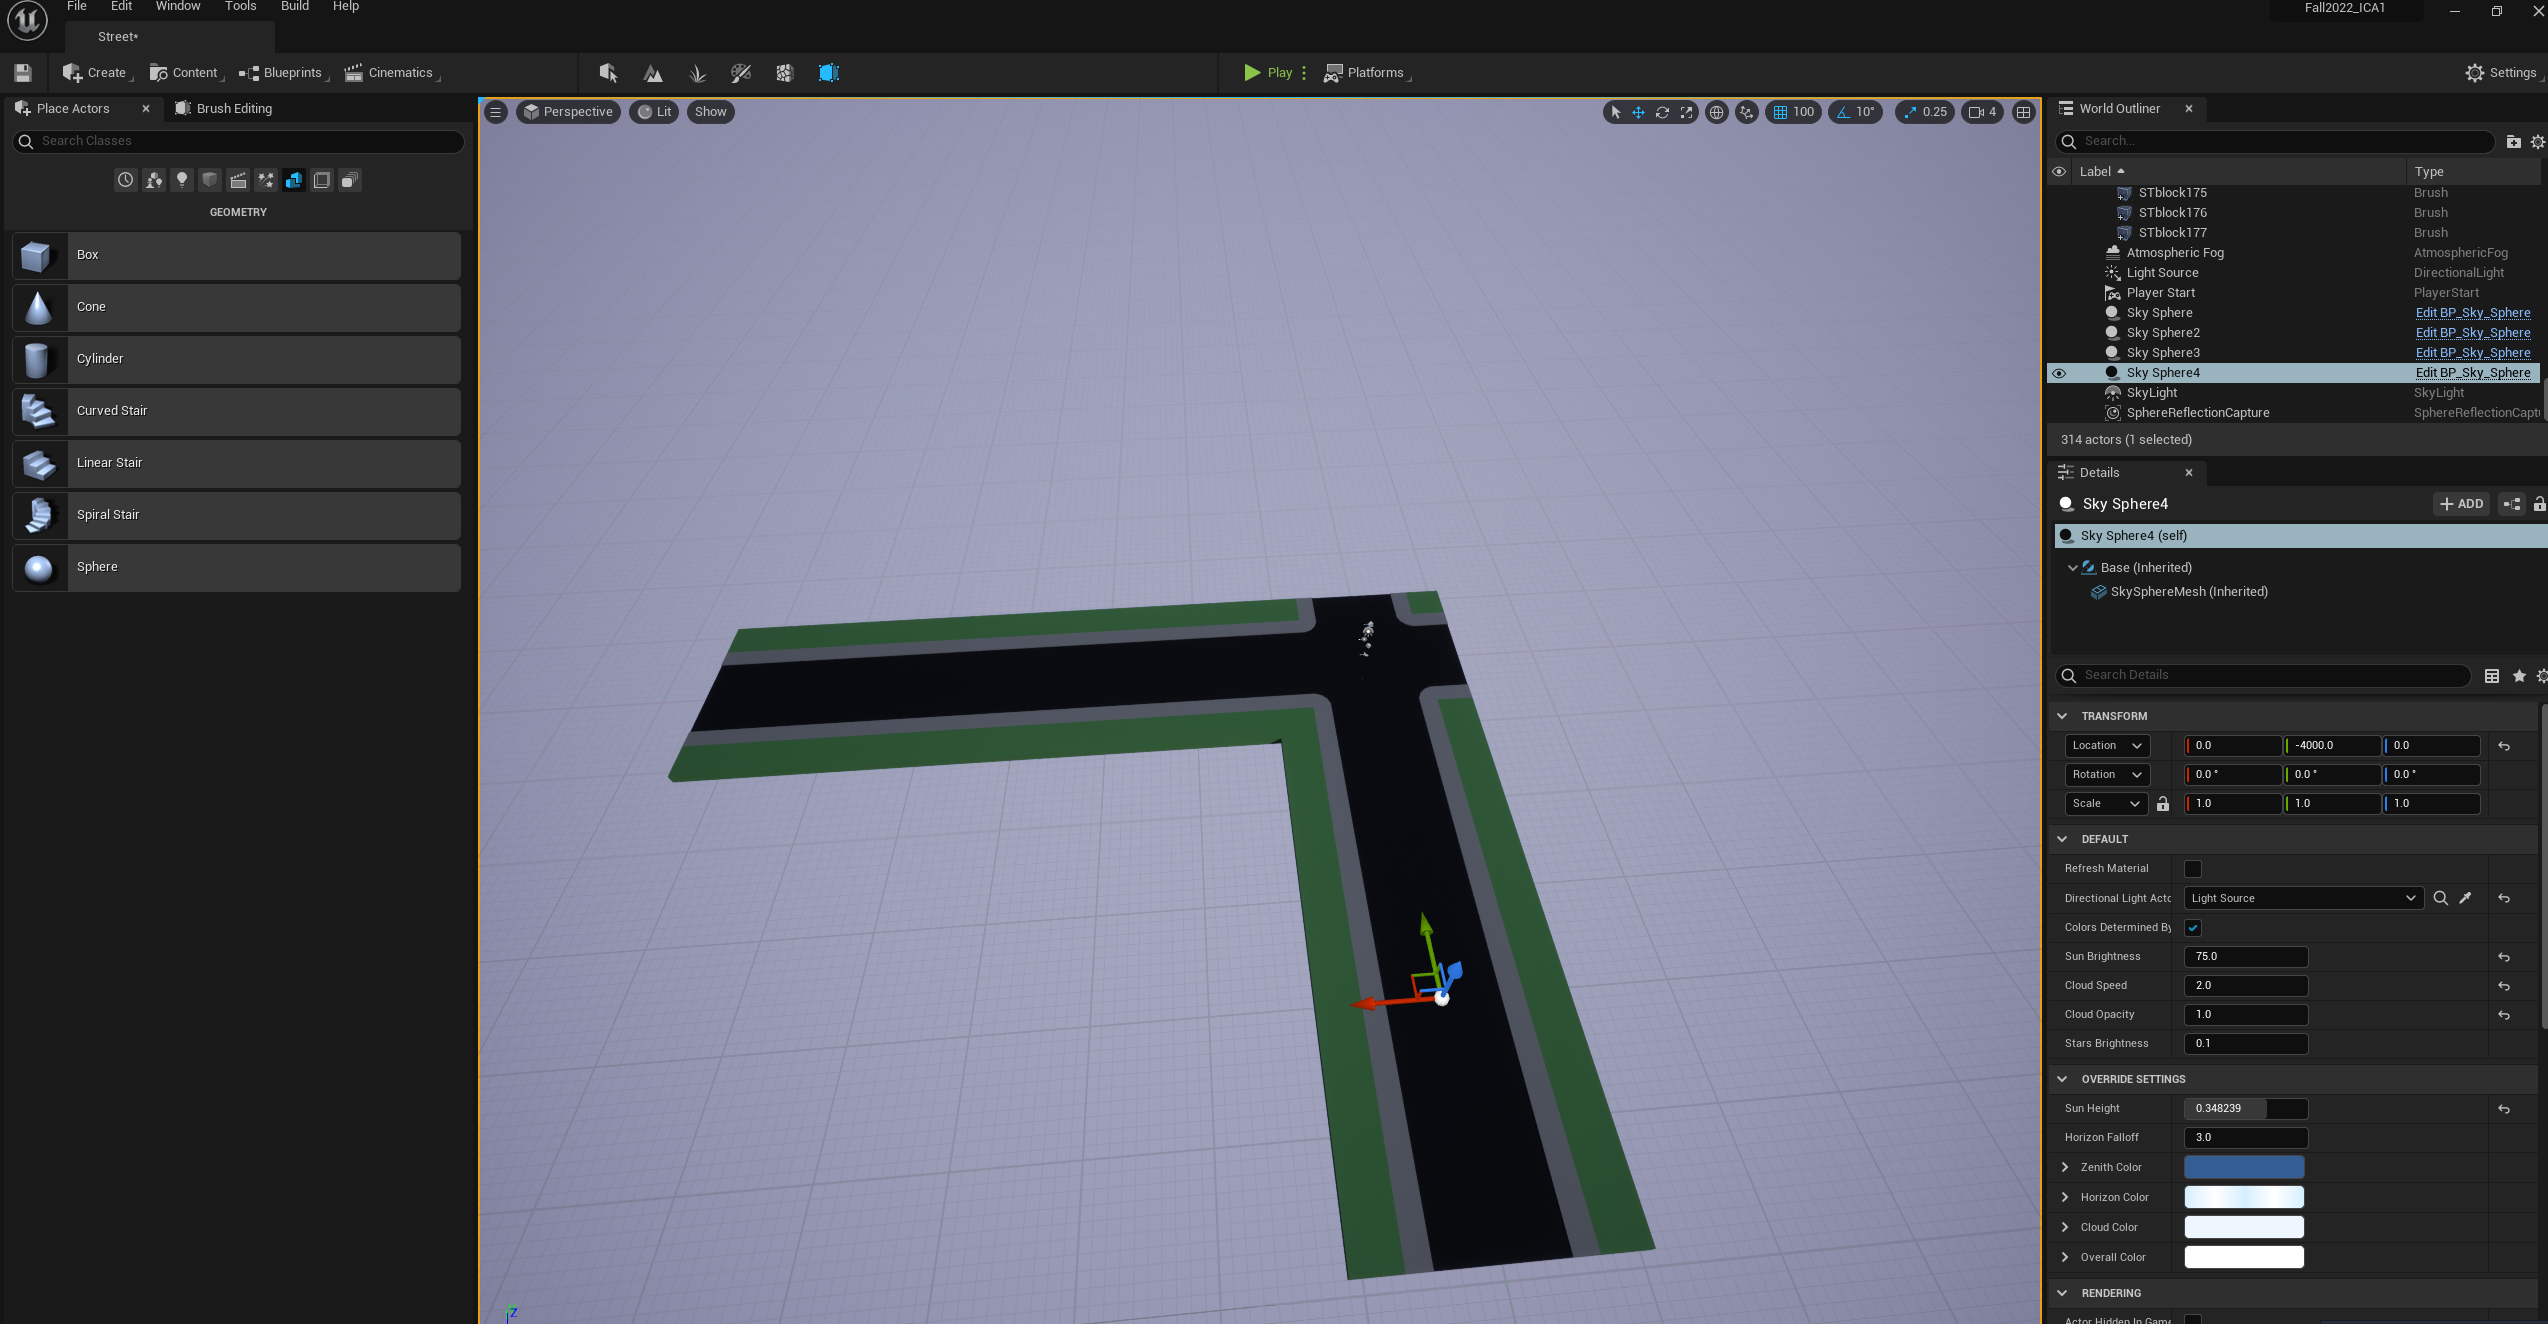 File Edit Window Tools Build Help
Fall2022_ICA1
Street*
Create Content Blueprints Cinematics Play Platforms Settings
Place Actors Brush Editing
Search Classes
GEOMETRY
Box
Cone
Cylinder
Curved Stair
Linear Stair
Spiral Stair
Sphere
Perspective Lit Show 100 10° 0.25 4
Z
World Outliner
Search...
Label Type
STblock175 Brush
STblock176 Brush
STblock177 Brush
Atmospheric Fog AtmosphericFog
Light Source DirectionalLight
Player Start PlayerStart
Sky Sphere Edit BP_Sky_Sphere
Sky Sphere2 Edit BP_Sky_Sphere
Sky Sphere3 Edit BP_Sky_Sphere
Sky Sphere4 Edit BP_Sky_Sphere
SkyLight SkyLight
SphereReflectionCapture SphereReflectionCapt
314 actors (1 selected)
Details
Sky Sphere4 ADD
Sky Sphere4 (self)
Base (Inherited)
SkySphereMesh (Inherited)
Search Details
TRANSFORM
Location 0.0 -4000.0 0.0
Rotation 0.0 ° 0.0 ° 0.0 °
Scale 1.0 1.0 1.0
DEFAULT
Refresh Material
Directional Light Acto Light Source
Colors Determined By
Sun Brightness 75.0
Cloud Speed 2.0
Cloud Opacity 1.0
Stars Brightness 0.1
OVERRIDE SETTINGS
Sun Height 0.348239
Horizon Falloff 3.0
Zenith Color
Horizon Color
Cloud Color
Overall Color
RENDERING
Actor Hidden In Game